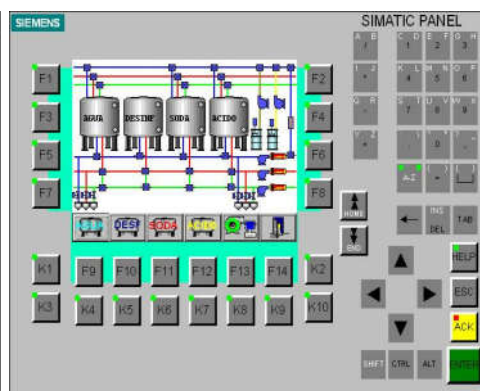 SIEMENS
SIMATIC PANEL
F1
F2
F3
F4
F5
F6
F7
F8
AGUA DESINF SODA ACIDO
AGUA DESI SODA ACIDO
HOME
END
K1 F9 F10 F11 F12 F13 F14 K2
K3 K4 K5 K6 K7 K8 K9 K10
A B
C D E F G H
/ 1 2 3
I J K L M N O P
* 4 5 6
Q R S T U V W X
- 7 8 9
Y Z
+ 0
A-Z
INS
DEL
TAB
HELP
ESC
ACK
SHIFT CTRL ALT ENTER